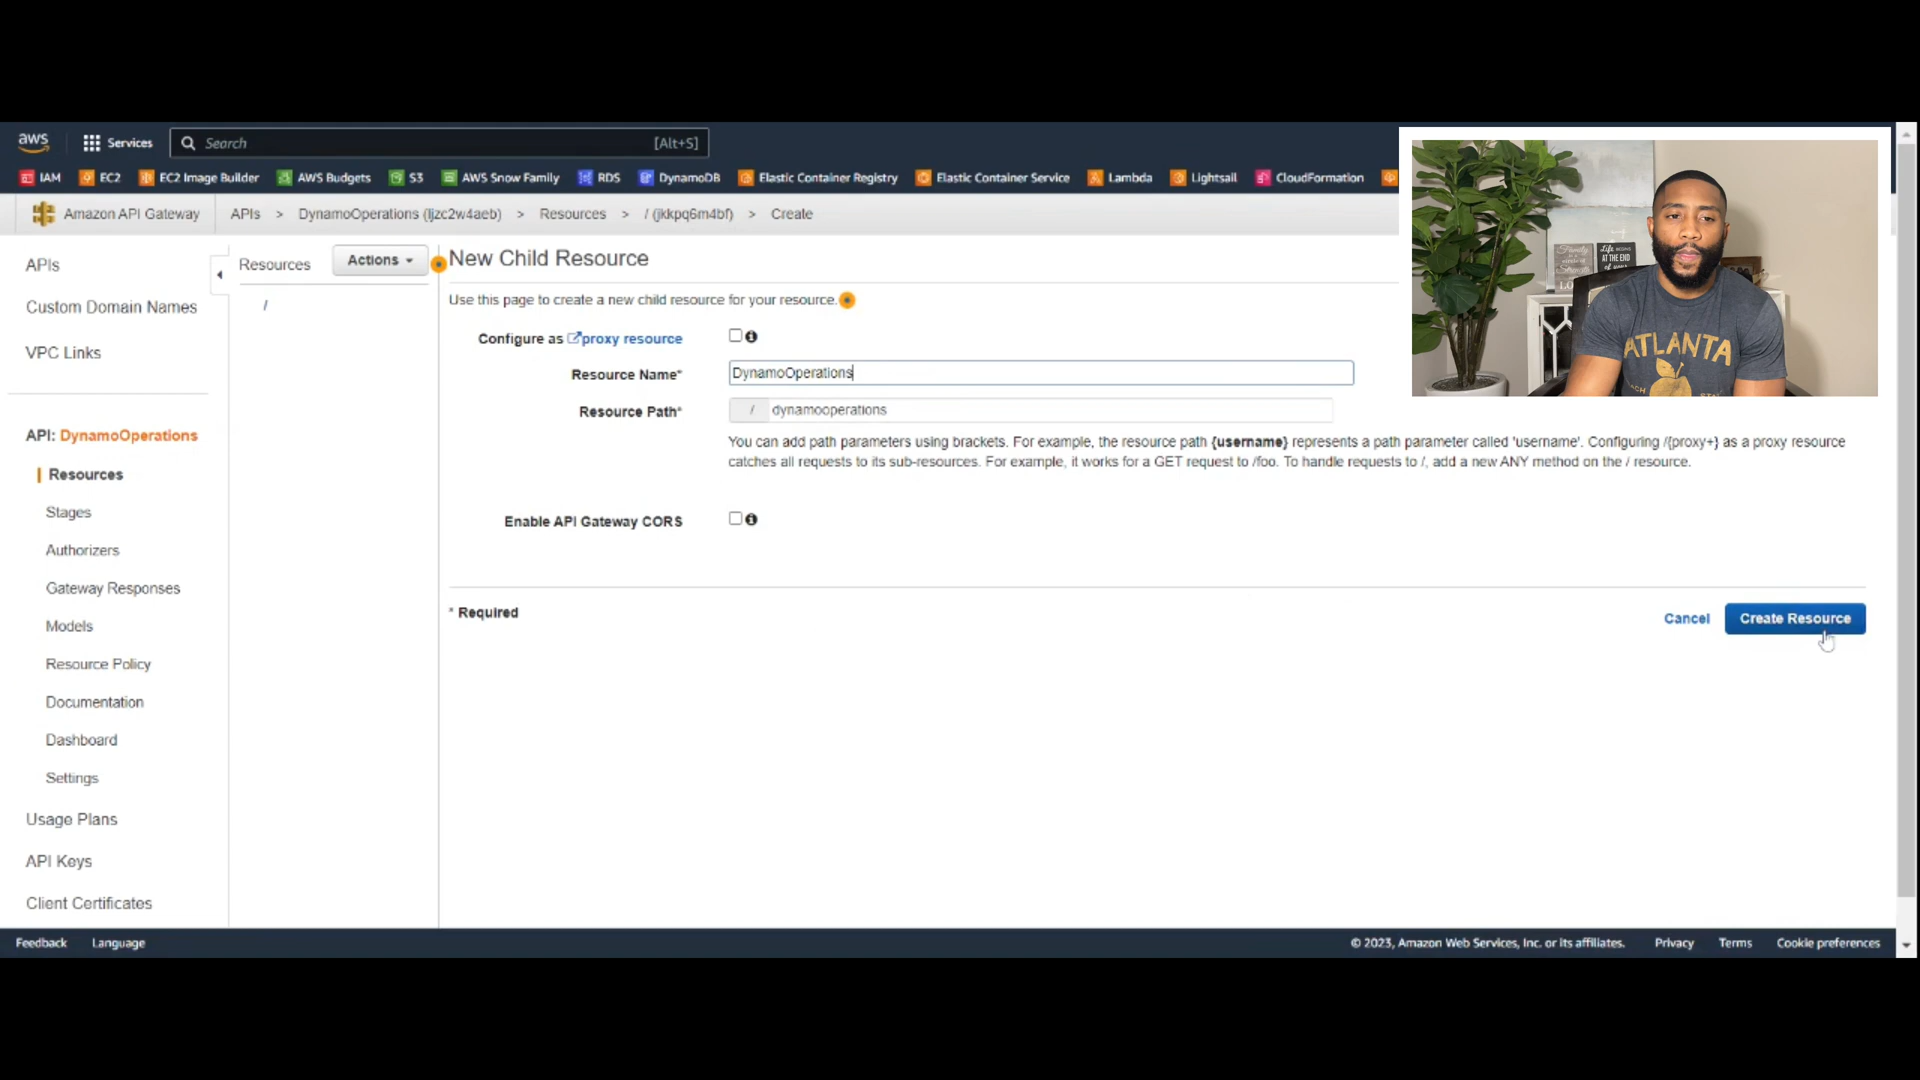 aws Services Search [Alt+S]
IAM EC2 EC2 Image Builder AWS Budgets S3 AWS Snow Family RDS DynamoDB Elastic Container Registry Elastic Container Service Lambda Lightsail CloudFormation
Amazon API Gateway APIs > DynamoOperations (ljzc2w4aeb) > Resources > / (jkkpq6m4bf) > Create
APIs
Custom Domain Names
VPC Links
API: DynamoOperations
Resources
Stages
Authorizers
Gateway Responses
Models
Resource Policy
Documentation
Dashboard
Settings
Usage Plans
API Keys
Client Certificates
Resources Actions
/
New Child Resource
Use this page to create a new child resource for your resource.
Configure as proxy resource
Resource Name* DynamoOperations
Resource Path* / dynamooperations
You can add path parameters using brackets. For example, the resource path {username} represents a path parameter called 'username'. Configuring /{proxy+} as a proxy resource
catches all requests to its sub-resources. For example, it works for a GET request to /foo. To handle requests to /, add a new ANY method on the / resource.
Enable API Gateway CORS
* Required
Cancel Create Resource
Life BEGINS
AT THE END
ATLANTA
Feedback Language © 2023, Amazon Web Services, Inc. or its affiliates. Privacy Terms Cookie preferences